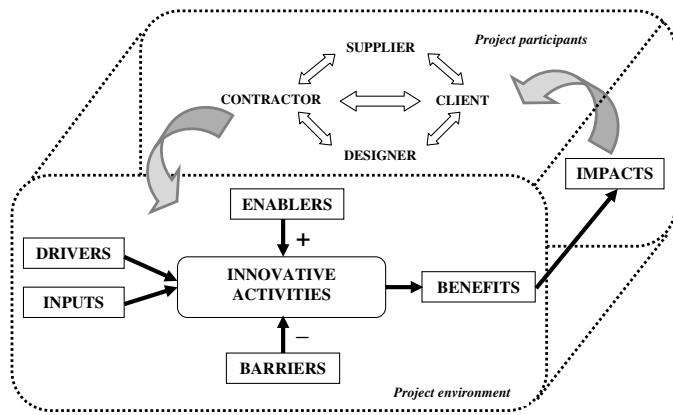 SUPPLIER
Project participants
CONTRACTOR
CLIENT
DESIGNER
IMPACTS
ENABLERS
+
DRIVERS
INNOVATIVE
ACTIVITIES
INPUTS
BENEFITS
–
BARRIERS
Project environment